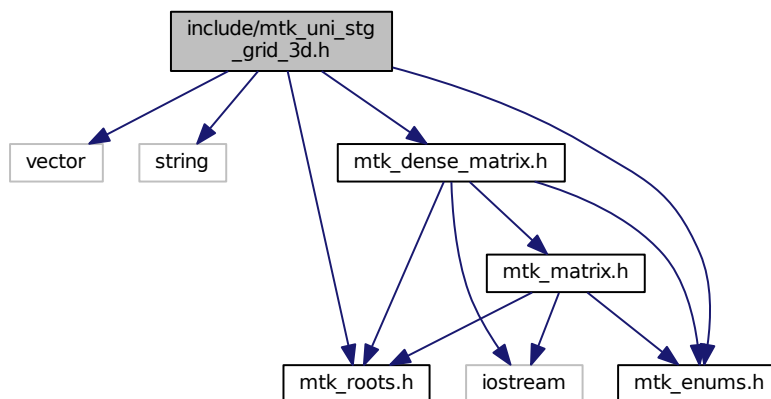 include/mtk_uni_stg
_grid_3d.h
vector
string
mtk_dense_matrix.h
mtk_matrix.h
mtk_roots.h
iostream
mtk_enums.h